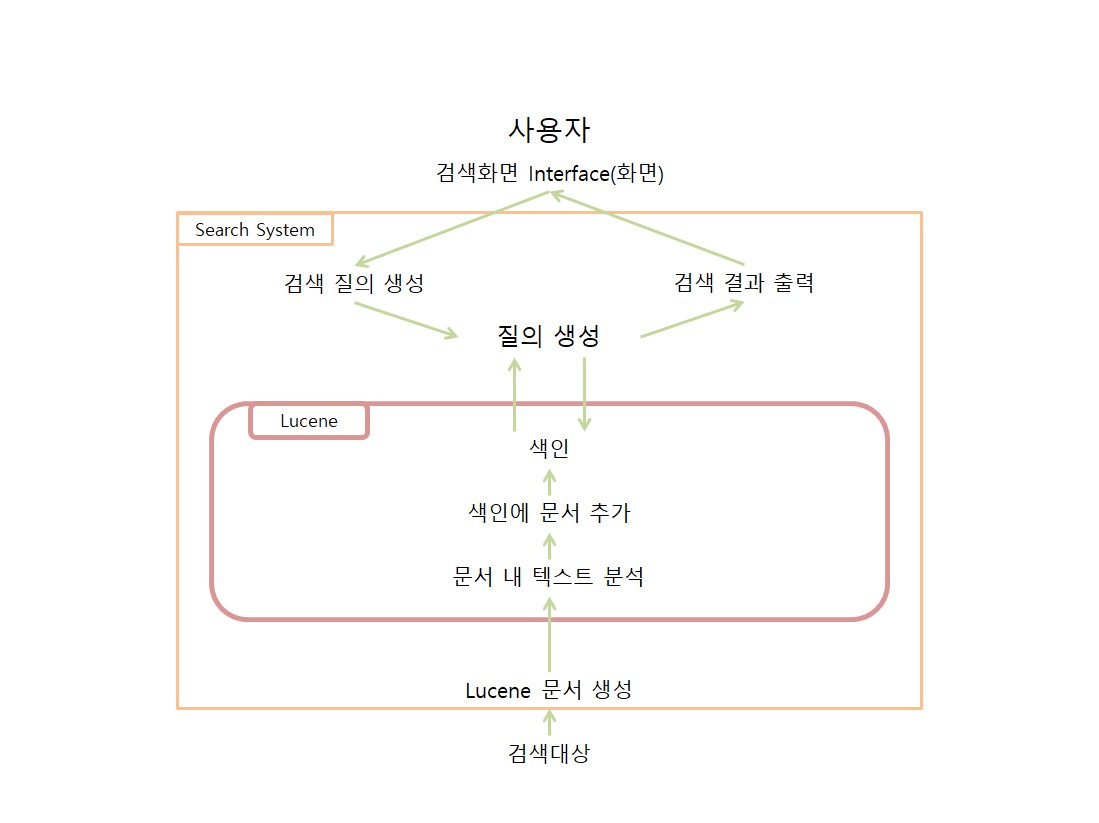 사용자
검색화면 Interface(화면)
Search System
검색 질의 생성
검색 결과 출력
질의 생성
Lucene
색인
색인에 문서 추가
문서 내 텍스트 분석
Lucene 문서 생성
검색대상